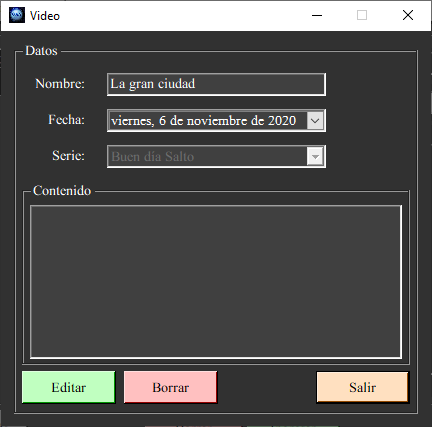 Video
Datos
Nombre: La gran ciudad
Fecha: viernes, 6 de noviembre de 2020
Serie: Buen día Salto
Contenido
Editar Borrar Salir